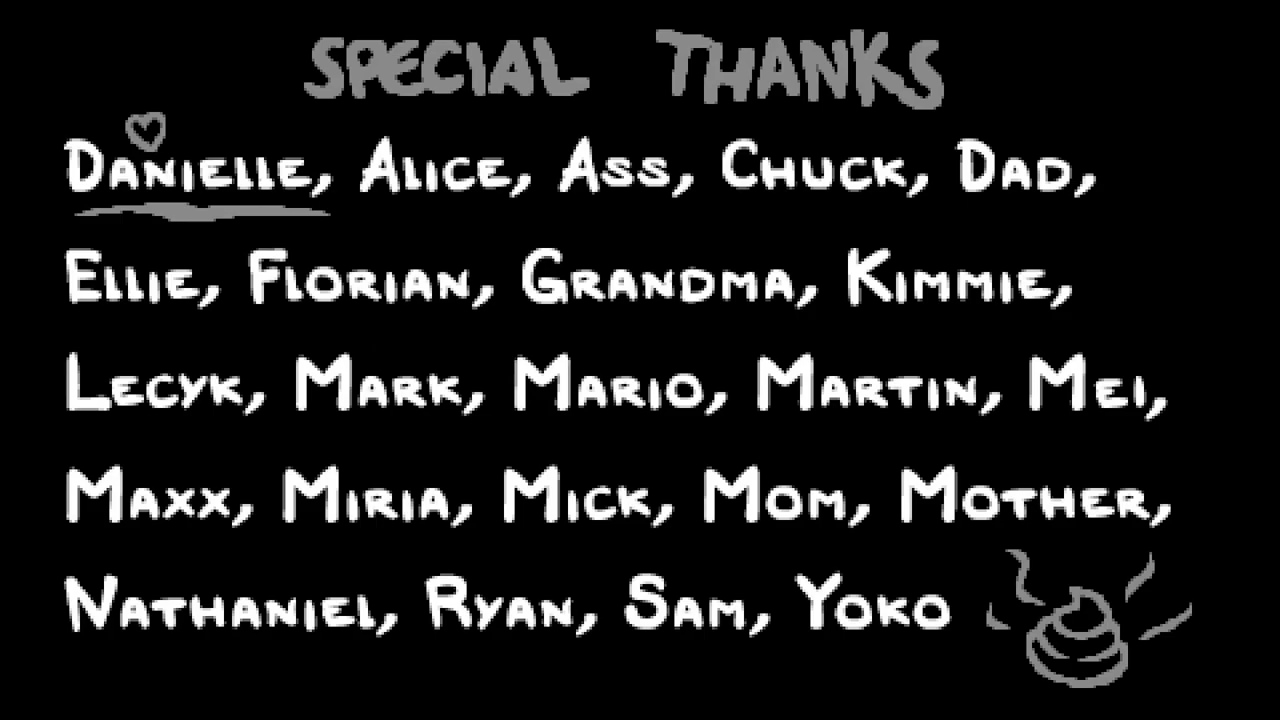 SPECIAL THANKS
DANIELLE, ALICE, ASS, CHUCK, DAD,
ELLIE, FLORIAN, GRANDMA, KIMMIE,
LECYK, MARK, MARIO, MARTIN, MEI,
MAXX, MIRIA, MICK, MOM, MOTHER,
NATHANIEL, RYAN, SAM, YOKO